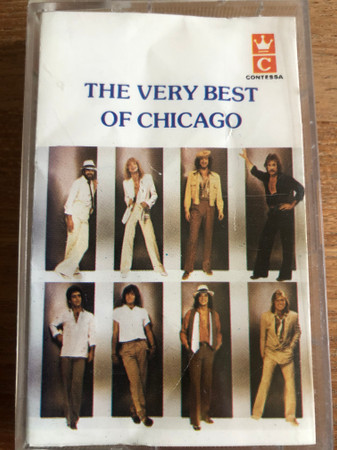 C
CONTESSA
THE VERY BEST
OF CHICAGO